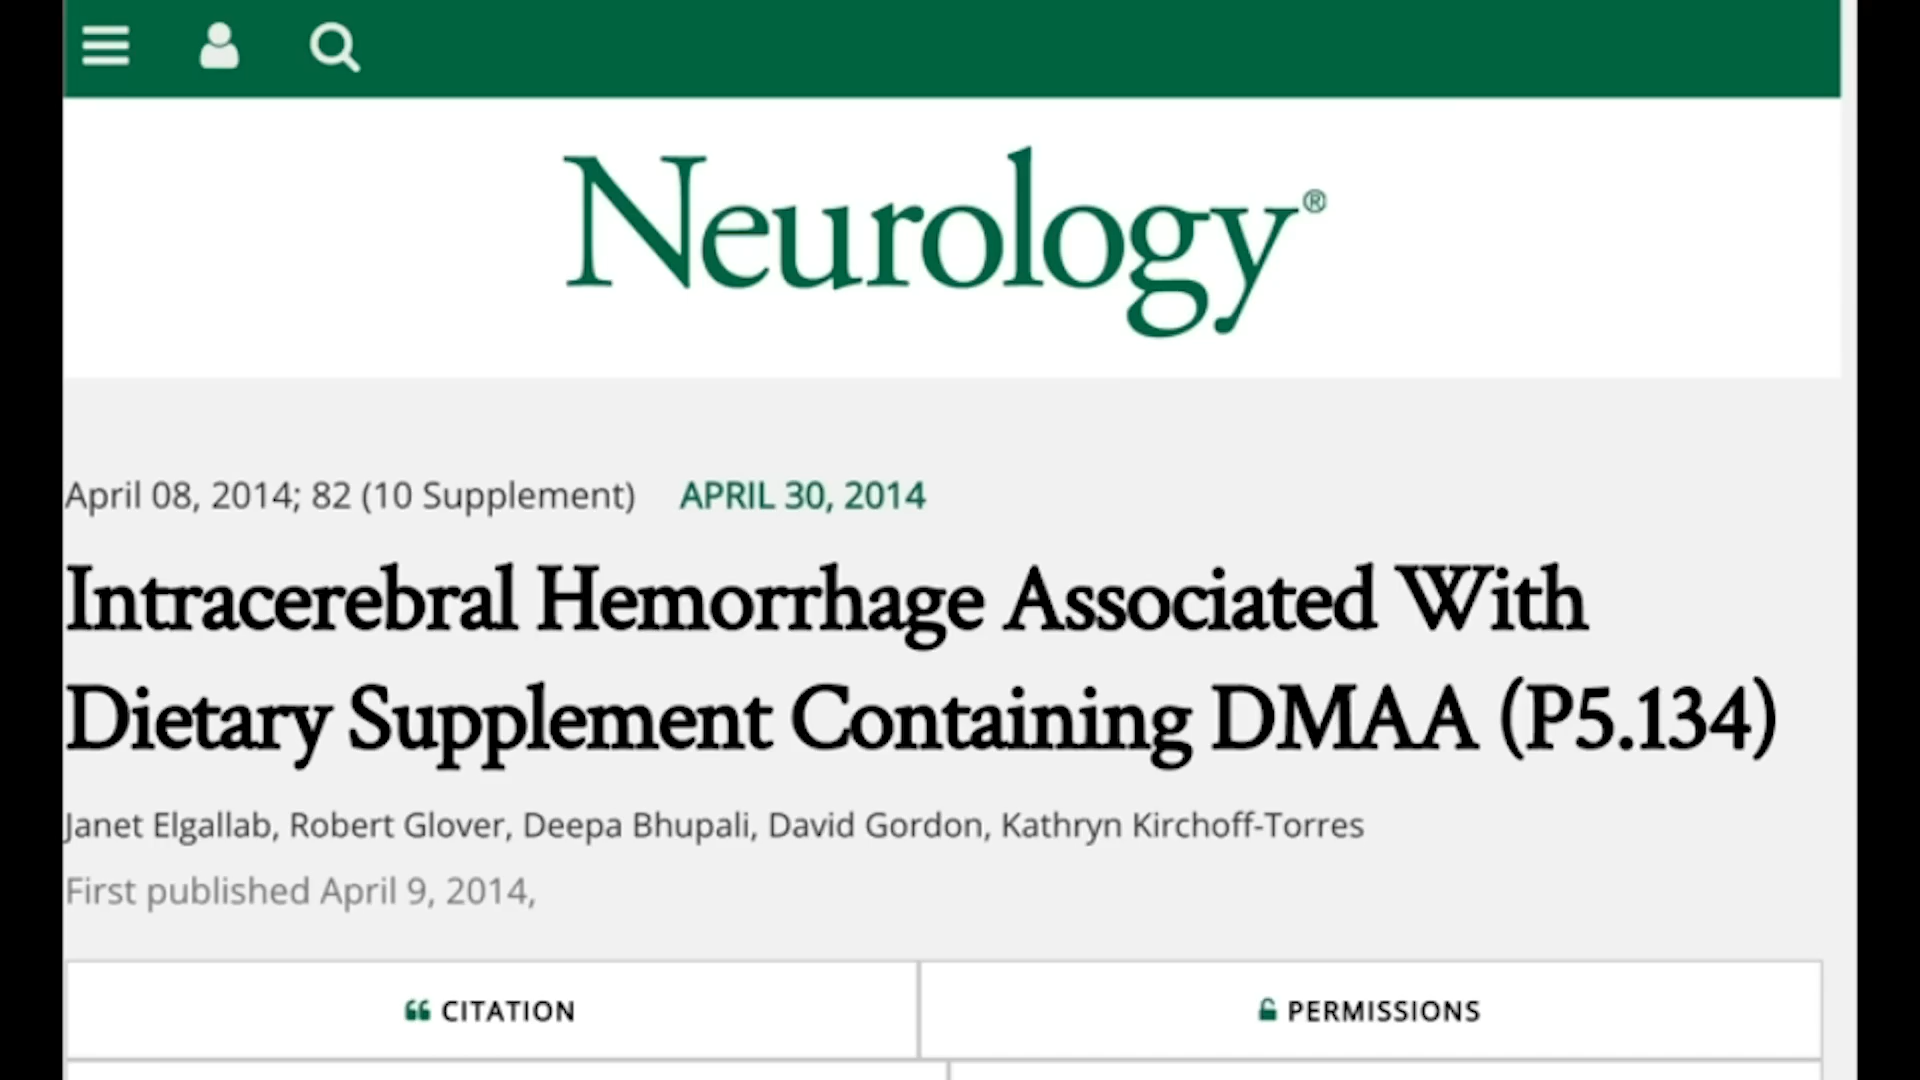 Neurology®
April 08, 2014; 82 (10 Supplement) APRIL 30, 2014
Intracerebral Hemorrhage Associated With
Dietary Supplement Containing DMAA (P5.134)
Janet Elgallab, Robert Glover, Deepa Bhupali, David Gordon, Kathryn Kirchoff-Torres
First published April 9, 2014,
CITATION PERMISSIONS